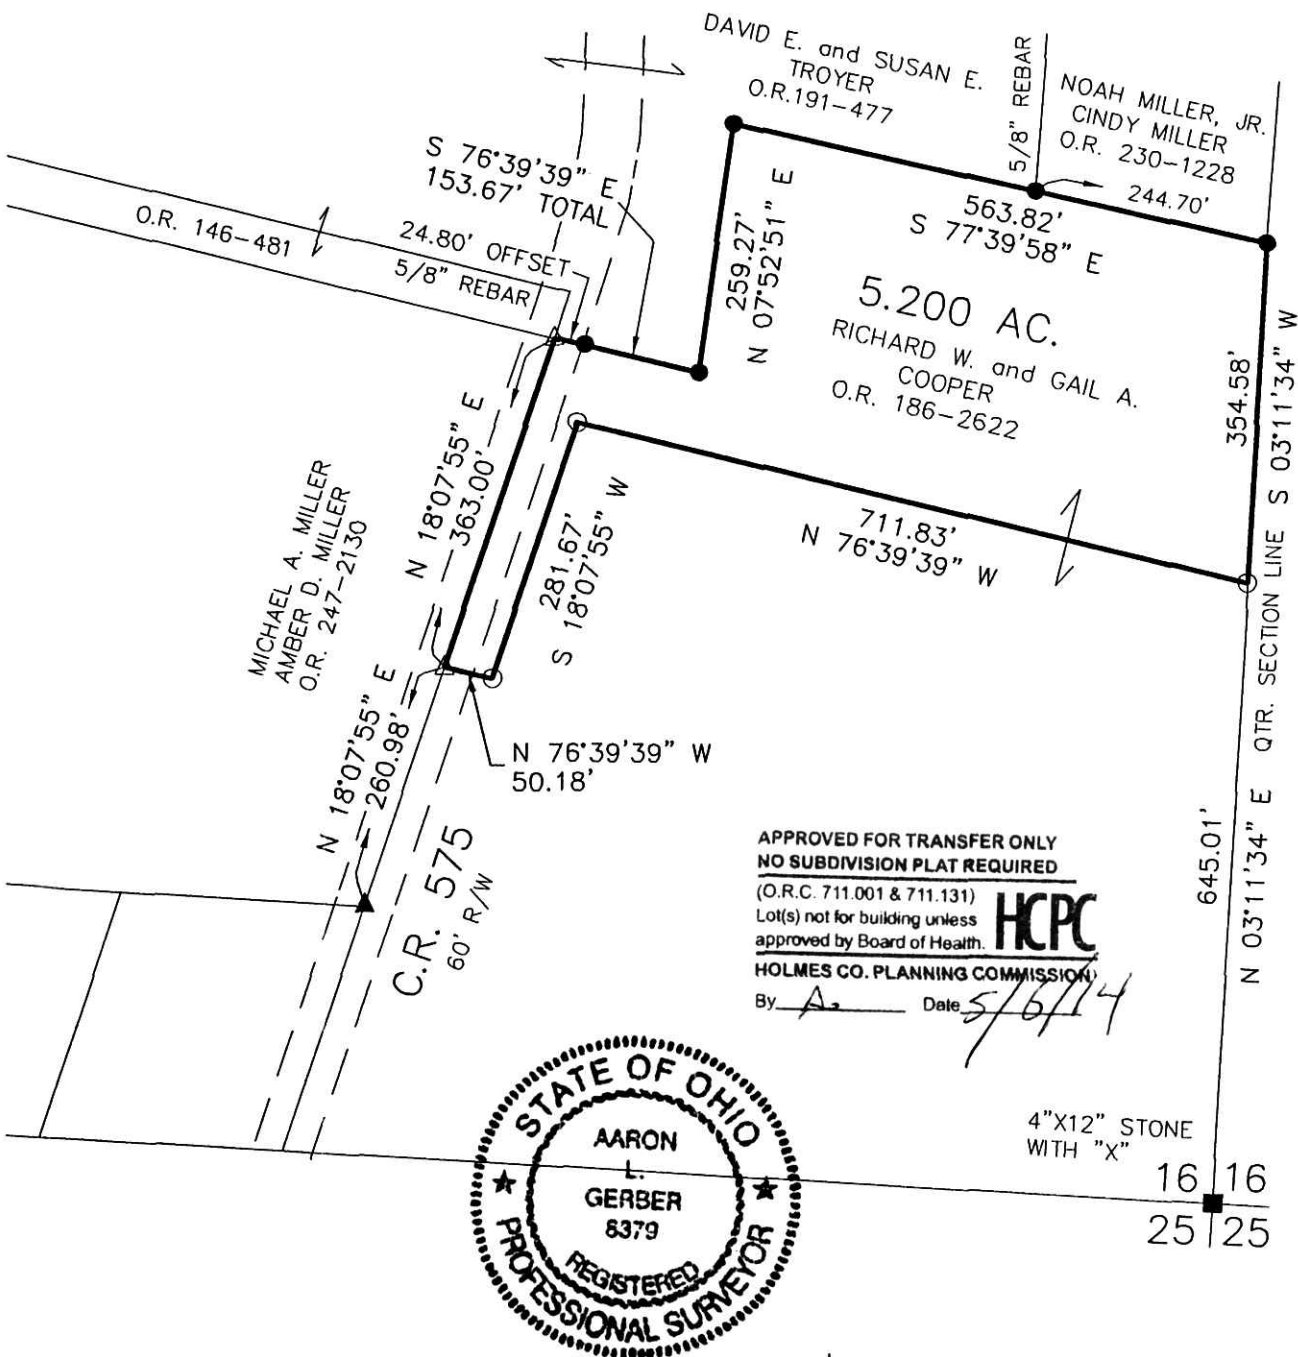 DAVID E. and SUSAN E.
TROYER
O.R.191-477
5/8" REBAR
NOAH MILLER, JR.
CINDY MILLER
O.R. 230-1228
244.70'
S 76°39'39" E
153.67' TOTAL
O.R. 146-481
24.80' OFFSET
5/8" REBAR
259.27'
N 07°52'51" E
563.82'
S 77°39'58" E
5.200 AC.
RICHARD W. and GAIL A.
COOPER
O.R. 186-2622
354.58'
S 03°11'34" W
N 18°07'55" E
363.00'
MICHAEL A. MILLER
AMBER D. MILLER
O.R. 247-2130
281.67'
S 18°07'55" W
711.83'
N 76°39'39" W
QTR. SECTION LINE
N 18°07'55" E
260.98'
N 76°39'39" W
50.18'
C.R. 575
60' R/W
645.01'
N 03°11'34" E
APPROVED FOR TRANSFER ONLY
NO SUBDIVISION PLAT REQUIRED
(O.R.C. 711.001 & 711.131)
Lot(s) not for building unless
approved by Board of Health.
HCPC
HOLMES CO. PLANNING COMMISSION
By A. Date 5/6/14
STATE OF OHIO
AARON
L.
GERBER
8379
REGISTERED
PROFESSIONAL SURVEYOR
4"X12" STONE
WITH "X"
16 16
25 25